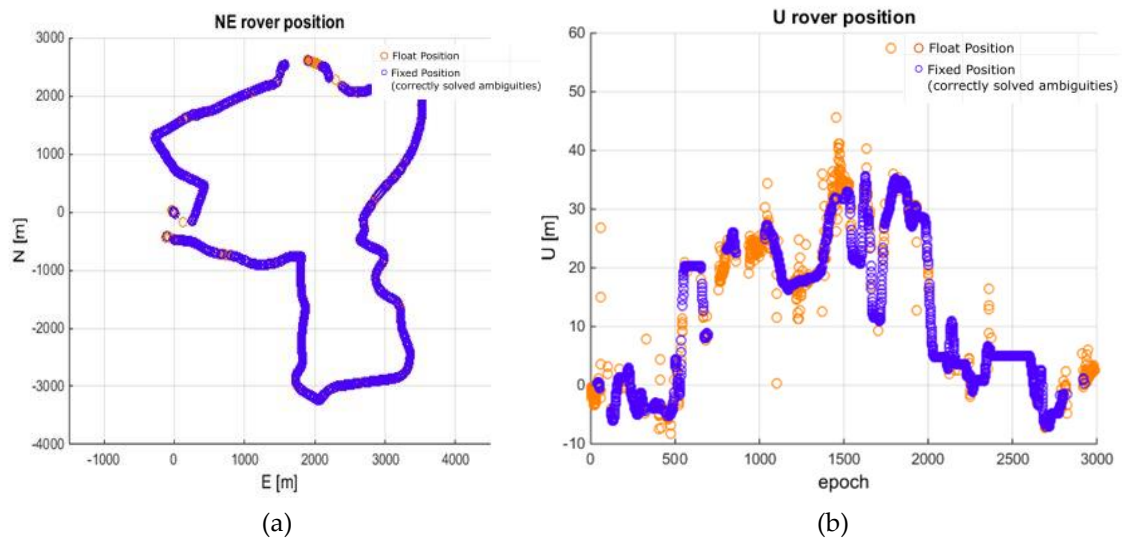 NE rover position
3000
2000
1000
0
-1000
-2000
-3000
-4000
N [m]
-1000 0 1000 2000 3000 4000
E [m]
Float Position
Fixed Position
(correctly solved ambiguities)
(a)
U rover position
60
50
40
30
20
10
0
-10
U [m]
0 500 1000 1500 2000 2500 3000
epoch
Float Position
Fixed Position
(correctly solved ambiguities)
(b)